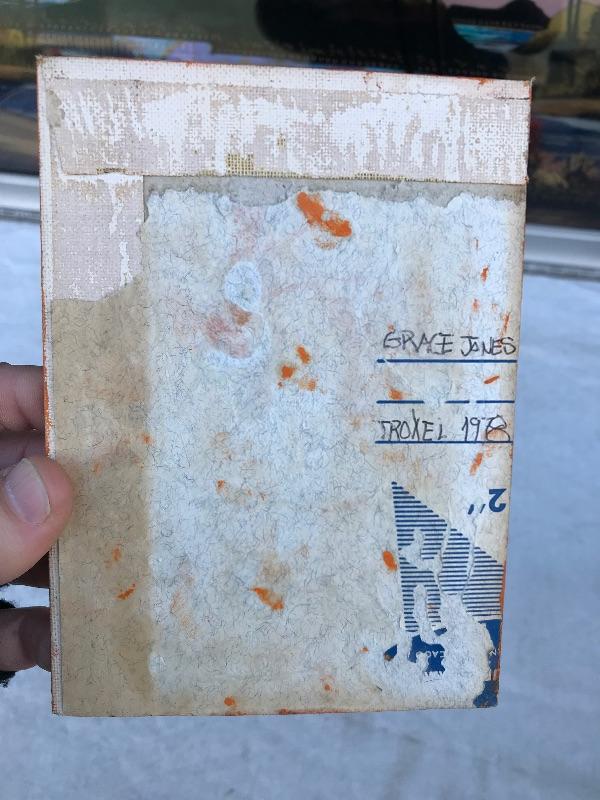 GRACE JONES
TROXEL 1978
2"